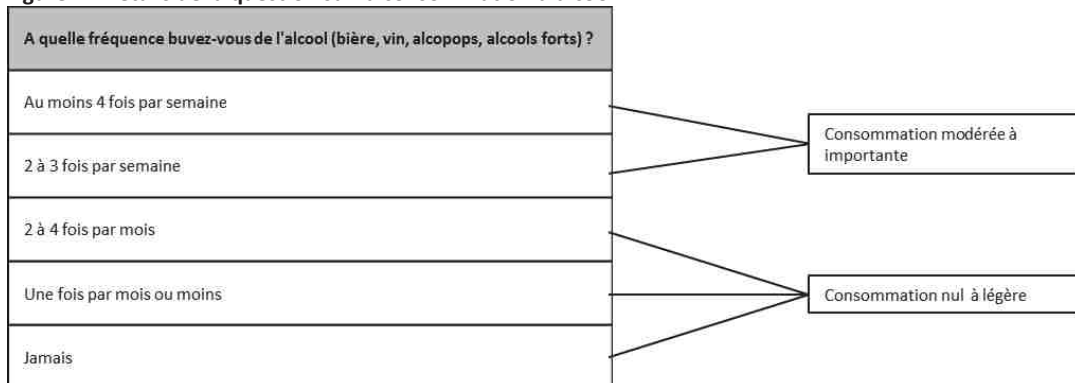 A quelle fréquence buvez-vous de l'alcool (bière, vin, alcopops, alcools forts) ?
Au moins 4 fois par semaine
2 à 3 fois par semaine
2 à 4 fois par mois
Une fois par mois ou moins
Jamais
Consommation modérée à
importante
Consommation nul à légère